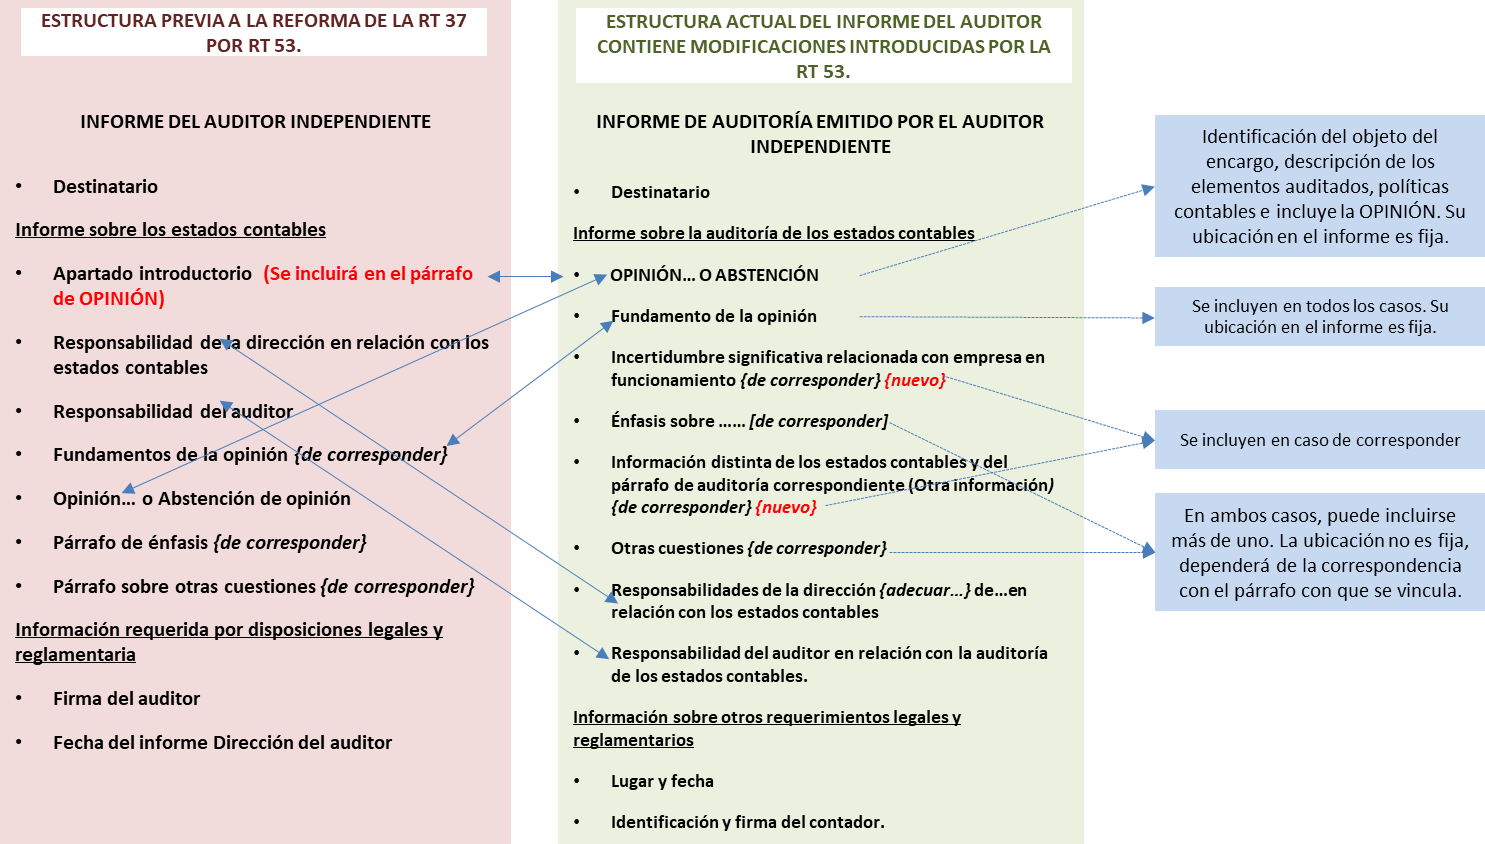 ESTRUCTURA PREVIA A LA REFORMA DE LA RT 37
POR RT 53.
INFORME DEL AUDITOR INDEPENDIENTE
• Destinatario
Informe sobre los estados contables
• Apartado introductorio (Se incluirá en el párrafo
de OPINIÓN)
• Responsabilidad de la dirección en relación con los
estados contables
• Responsabilidad del auditor
• Fundamentos de la opinión {de corresponder}
• Opinión... o Abstención de opinión
• Párrafo de énfasis {de corresponder}
• Párrafo sobre otras cuestiones {de corresponder}
Información requerida por disposiciones legales y
reglamentaria
• Firma del auditor
• Fecha del informe Dirección del auditor
ESTRUCTURA ACTUAL DEL INFORME DEL AUDITOR
CONTIENE MODIFICACIONES INTRODUCIDAS POR LA
RT 53.
INFORME DE AUDITORÍA EMITIDO POR EL AUDITOR
INDEPENDIENTE
• Destinatario
Informe sobre la auditoría de los estados contables
• OPINIÓN... O ABSTENCIÓN
• Fundamento de la opinión
• Incertidumbre significativa relacionada con empresa en
funcionamiento {de corresponder} {nuevo}
• Énfasis sobre ...... [de corresponder]
• Información distinta de los estados contables y del
párrafo de auditoría correspondiente (Otra información)
{de corresponder} {nuevo}
• Otras cuestiones {de corresponder}
• Responsabilidades de la dirección {adecuar...} de...en
relación con los estados contables
• Responsabilidad del auditor en relación con la auditoría
de los estados contables.
Información sobre otros requerimientos legales y
reglamentarios
• Lugar y fecha
• Identificación y firma del contador.
Identificación del objeto del
encargo, descripción de los
elementos auditados, políticas
contables e incluye la OPINIÓN. Su
ubicación en el informe es fija.
Se incluyen en todos los casos. Su
ubicación en el informe es fija.
Se incluyen en caso de corresponder
En ambos casos, puede incluirse
más de uno. La ubicación no es fija,
dependerá de la correspondencia
con el párrafo con que se vincula.